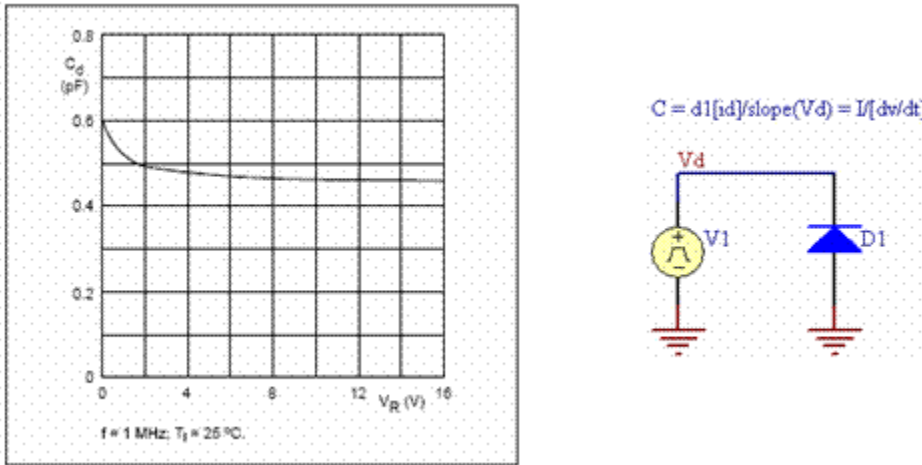 0.8
Cd
(pF)
0.6
0.4
0.2
0
0 4 8 12 16
VR (V)
f = 1 MHz; Tj = 25 ºC.
C = d1[id]/slope(Vd) = I/[dv/dt]
Vd
V1
D1